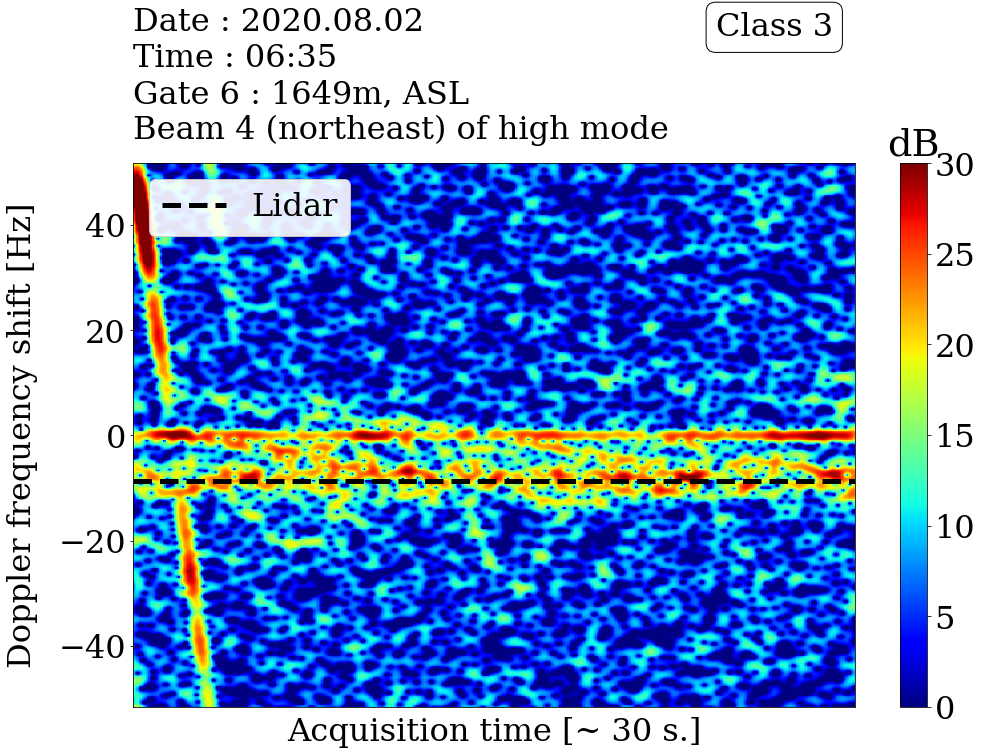 Date : 2020.08.02
Time : 06:35
Gate 6 : 1649m, ASL
Beam 4 (northeast) of high mode
Class 3
dB
Lidar
Doppler frequency shift [Hz]
40
20
0
−20
−40
Acquisition time [~ 30 s.]
30
25
20
15
10
5
0